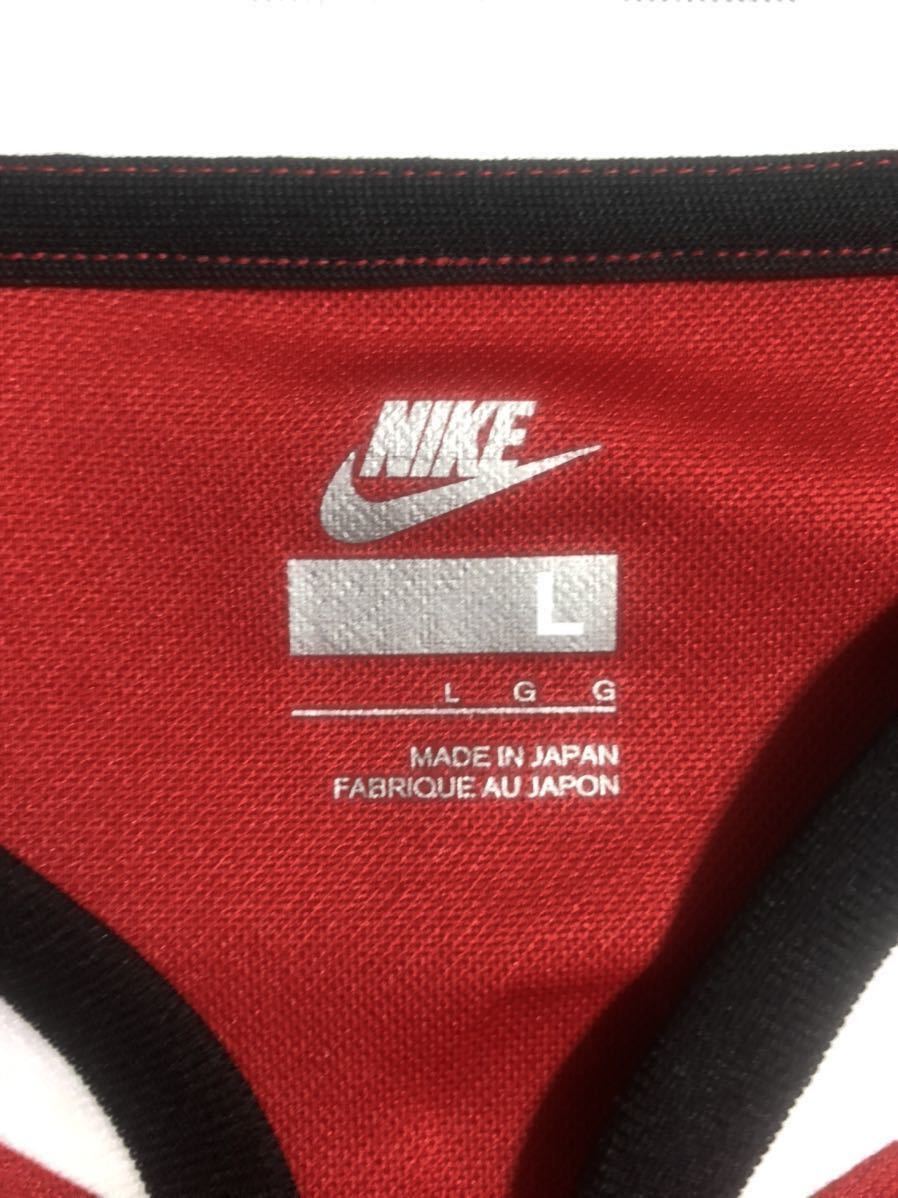 NIKE
L
L G G
MADE IN JAPAN
FABRIQUE AU JAPON